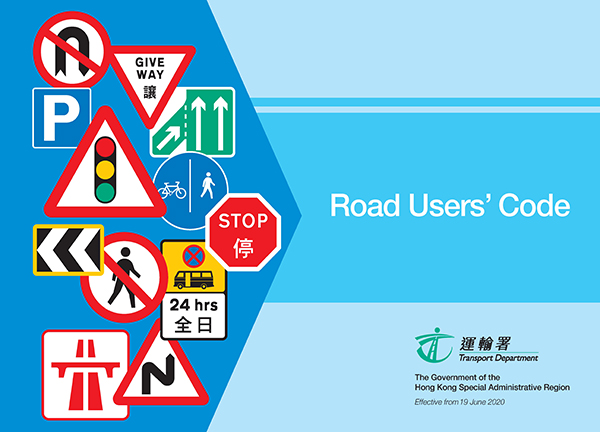 GIVE
WAY
讓
P
STOP
停
24 hrs
全日
Road Users' Code
運輸署
Transport Department
The Government of the
Hong Kong Special Administrative Region
Effective from 19 June 2020